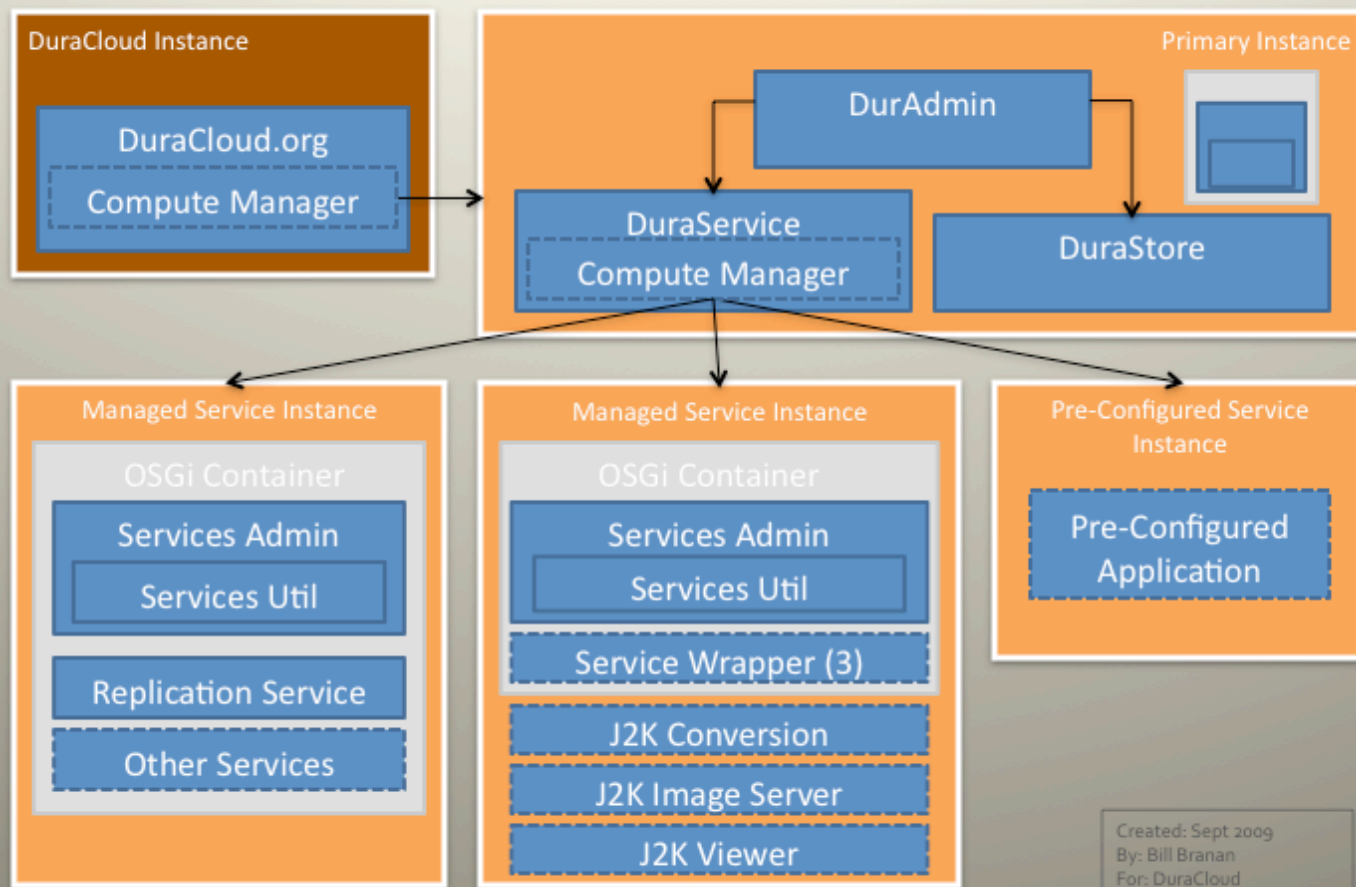 DuraCloud Instance
DuraCloud.org
Compute Manager
Primary Instance
DurAdmin
DuraService
Compute Manager
DuraStore
Managed Service Instance
OSGi Container
Services Admin
Services Util
Replication Service
Other Services
Managed Service Instance
OSGi Container
Services Admin
Services Util
Service Wrapper (3)
J2K Conversion
J2K Image Server
J2K Viewer
Pre-Configured Service
Instance
Pre-Configured
Application
Created: Sept 2009
By: Bill Branan
For: DuraCloud